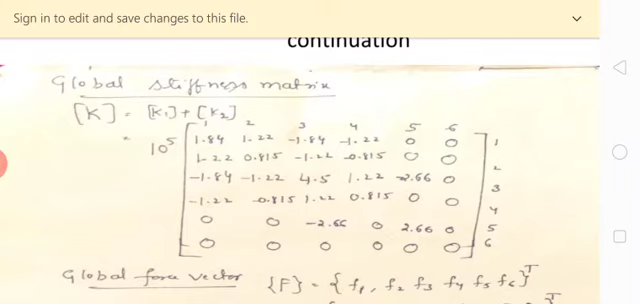 Sign in to edit and save changes to this file.
continuation
Global stiffness matrix
[K] = [K1] + [K2]
1 2 3 4 5 6
= 10^5 [ 1.84 1.22 -1.84 -1.22 0 0 ] 1
1.22 0.815 -1.22 -0.815 0 0 2
-1.84 -1.22 4.5 1.22 -2.66 0 3
-1.22 -0.815 1.22 0.815 0 0 4
0 0 -2.66 0 2.66 0 5
0 0 0 0 0 0 6
Global force vector {F} = { f1, f2 f3 f4 f5 f6 }^T